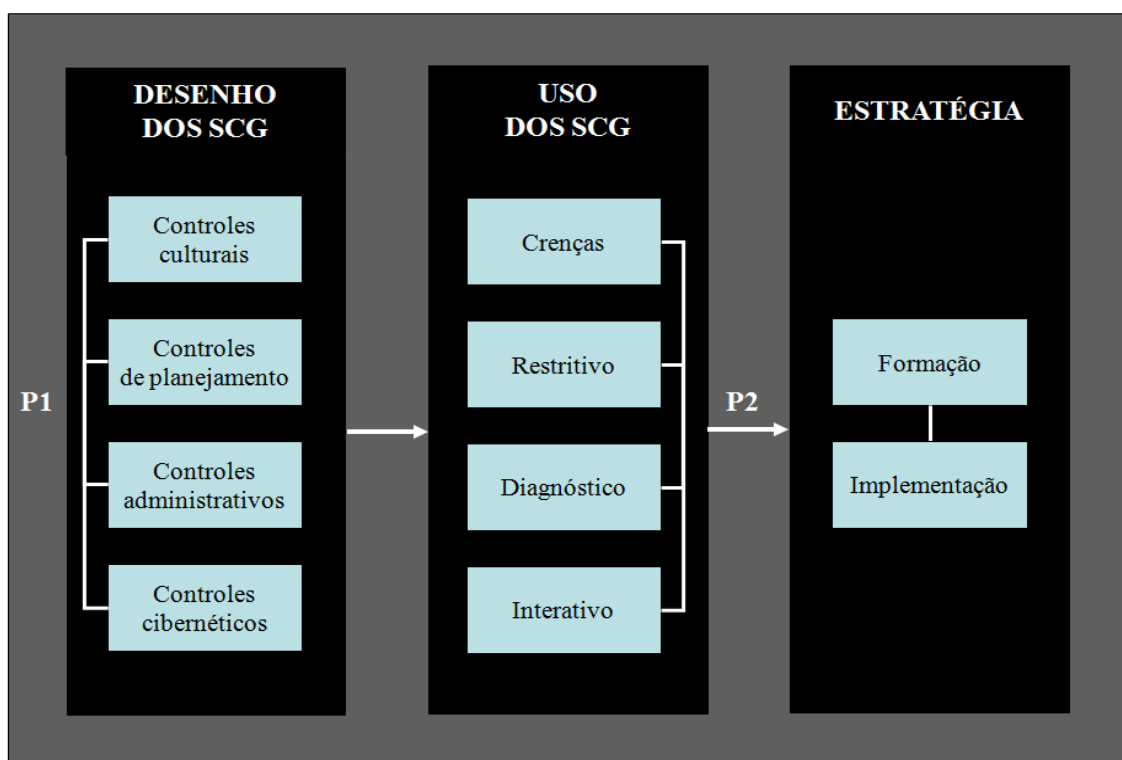 DESENHO
DOS SCG
USO
DOS SCG
ESTRATÉGIA
P1
Controles
culturais
Controles
de planejamento
Controles
administrativos
Controles
cibernéticos
Crenças
Restritivo
Diagnóstico
Interativo
P2
Formação
Implementação